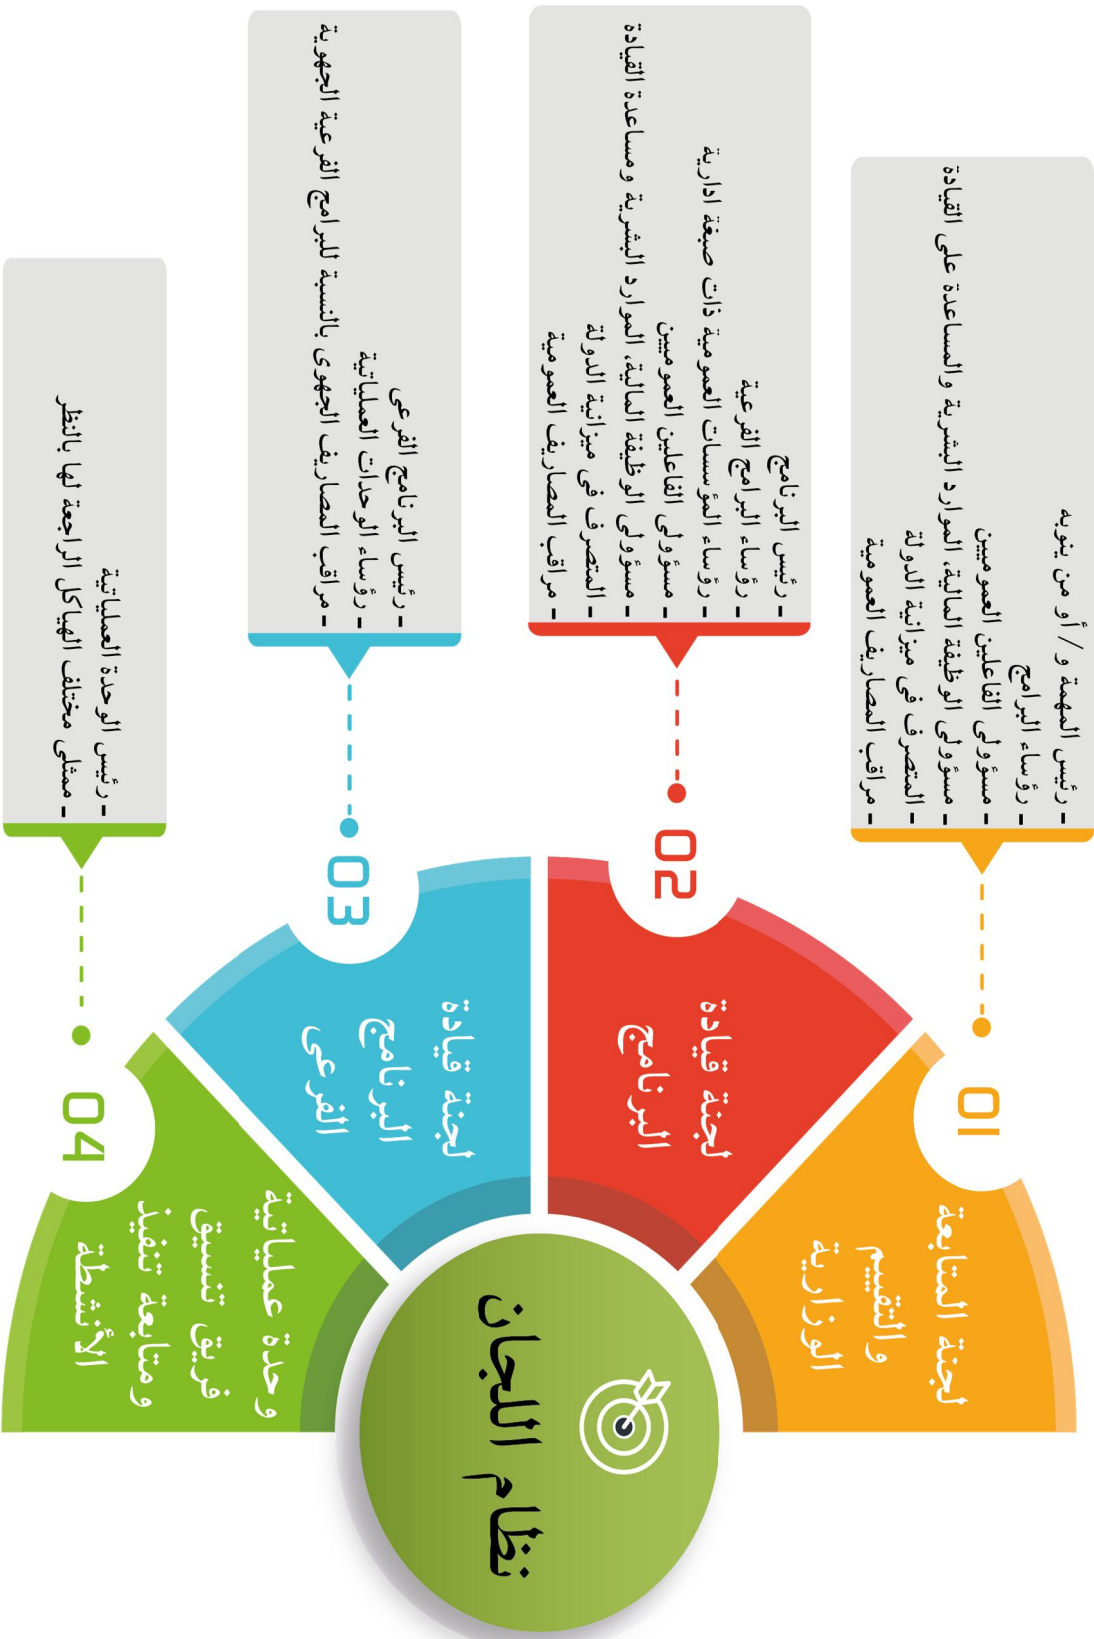 نظام اللجان
01
لجنة المتابعة
والتقييم
الوزارية
- رئيس المهمة و / أو من ينوبه
- رؤساء البرامج
- مسؤولي الفاعلين العموميين
- مسؤولي الوظيفة المالية، الموارد البشرية والمساعدة على القيادة
- المتصرف في ميزانية الدولة
- مراقب المصاريف العمومية
02
لجنة قيادة
البرنامج
- رئيس البرنامج
- رؤساء البرامج الفرعية
- رؤساء المؤسسات العمومية ذات صبغة ادارية
- مسؤولي الفاعلين العموميين
- مسؤولي الوظيفة المالية، الموارد البشرية ومساعدة القيادة
- المتصرف في ميزانية الدولة
- مراقب المصاريف العمومية
03
لجنة قيادة
البرنامج
الفرعي
- رئيس البرنامج الفرعي
- رؤساء الوحدات العملياتية
- مراقب المصاريف الجهوي بالنسبة للبرامج الفرعية الجهوية
04
وحدة عملياتية
فريق تنسيق
ومتابعة تنفيذ
الأنشطة
- رئيس الوحدة العملياتية
- ممثلي مختلف الهياكل الراجعة لها بالنظر